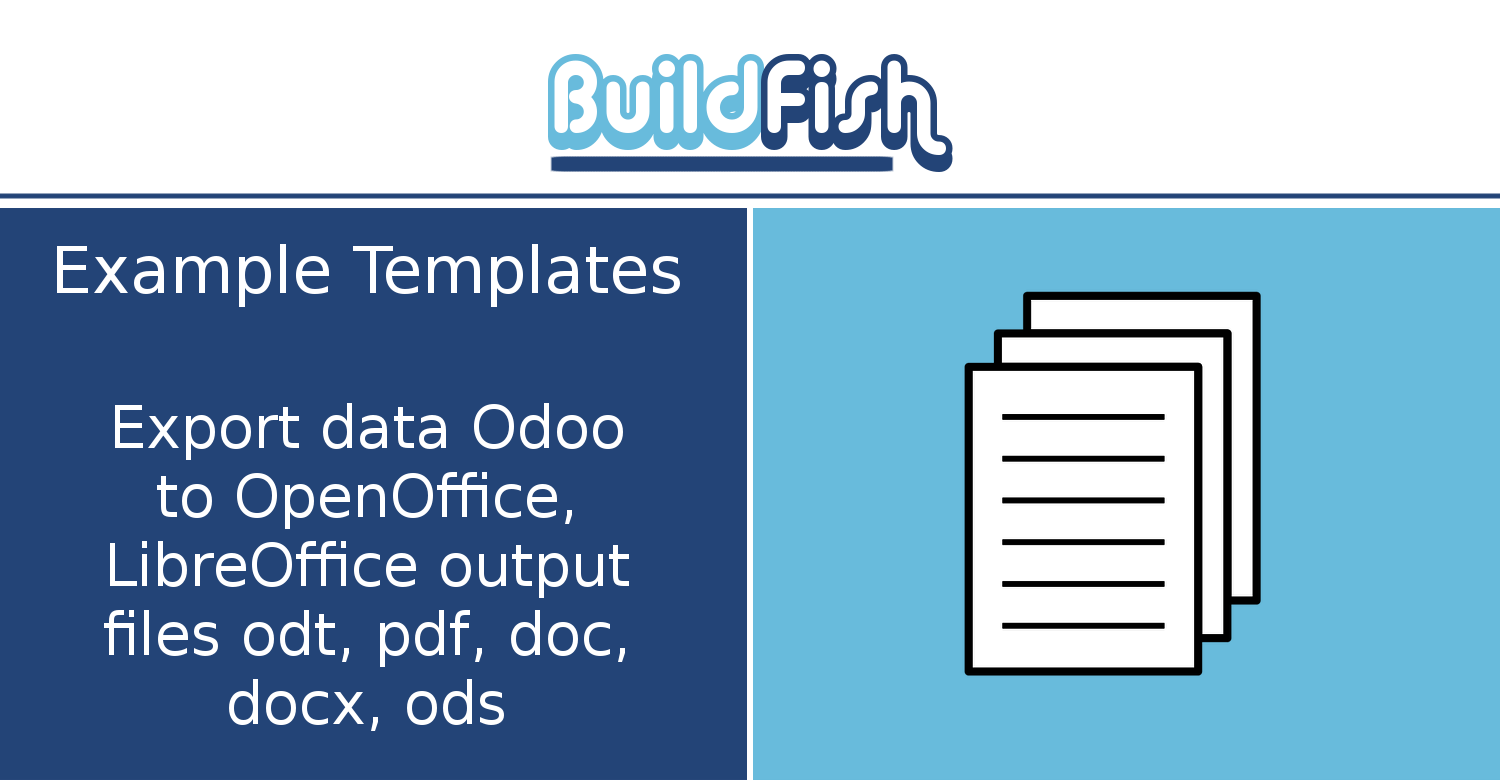 BuildFish
Example Templates
Export data Odoo
to OpenOffice,
LibreOffice output
files odt, pdf, doc,
docx, ods